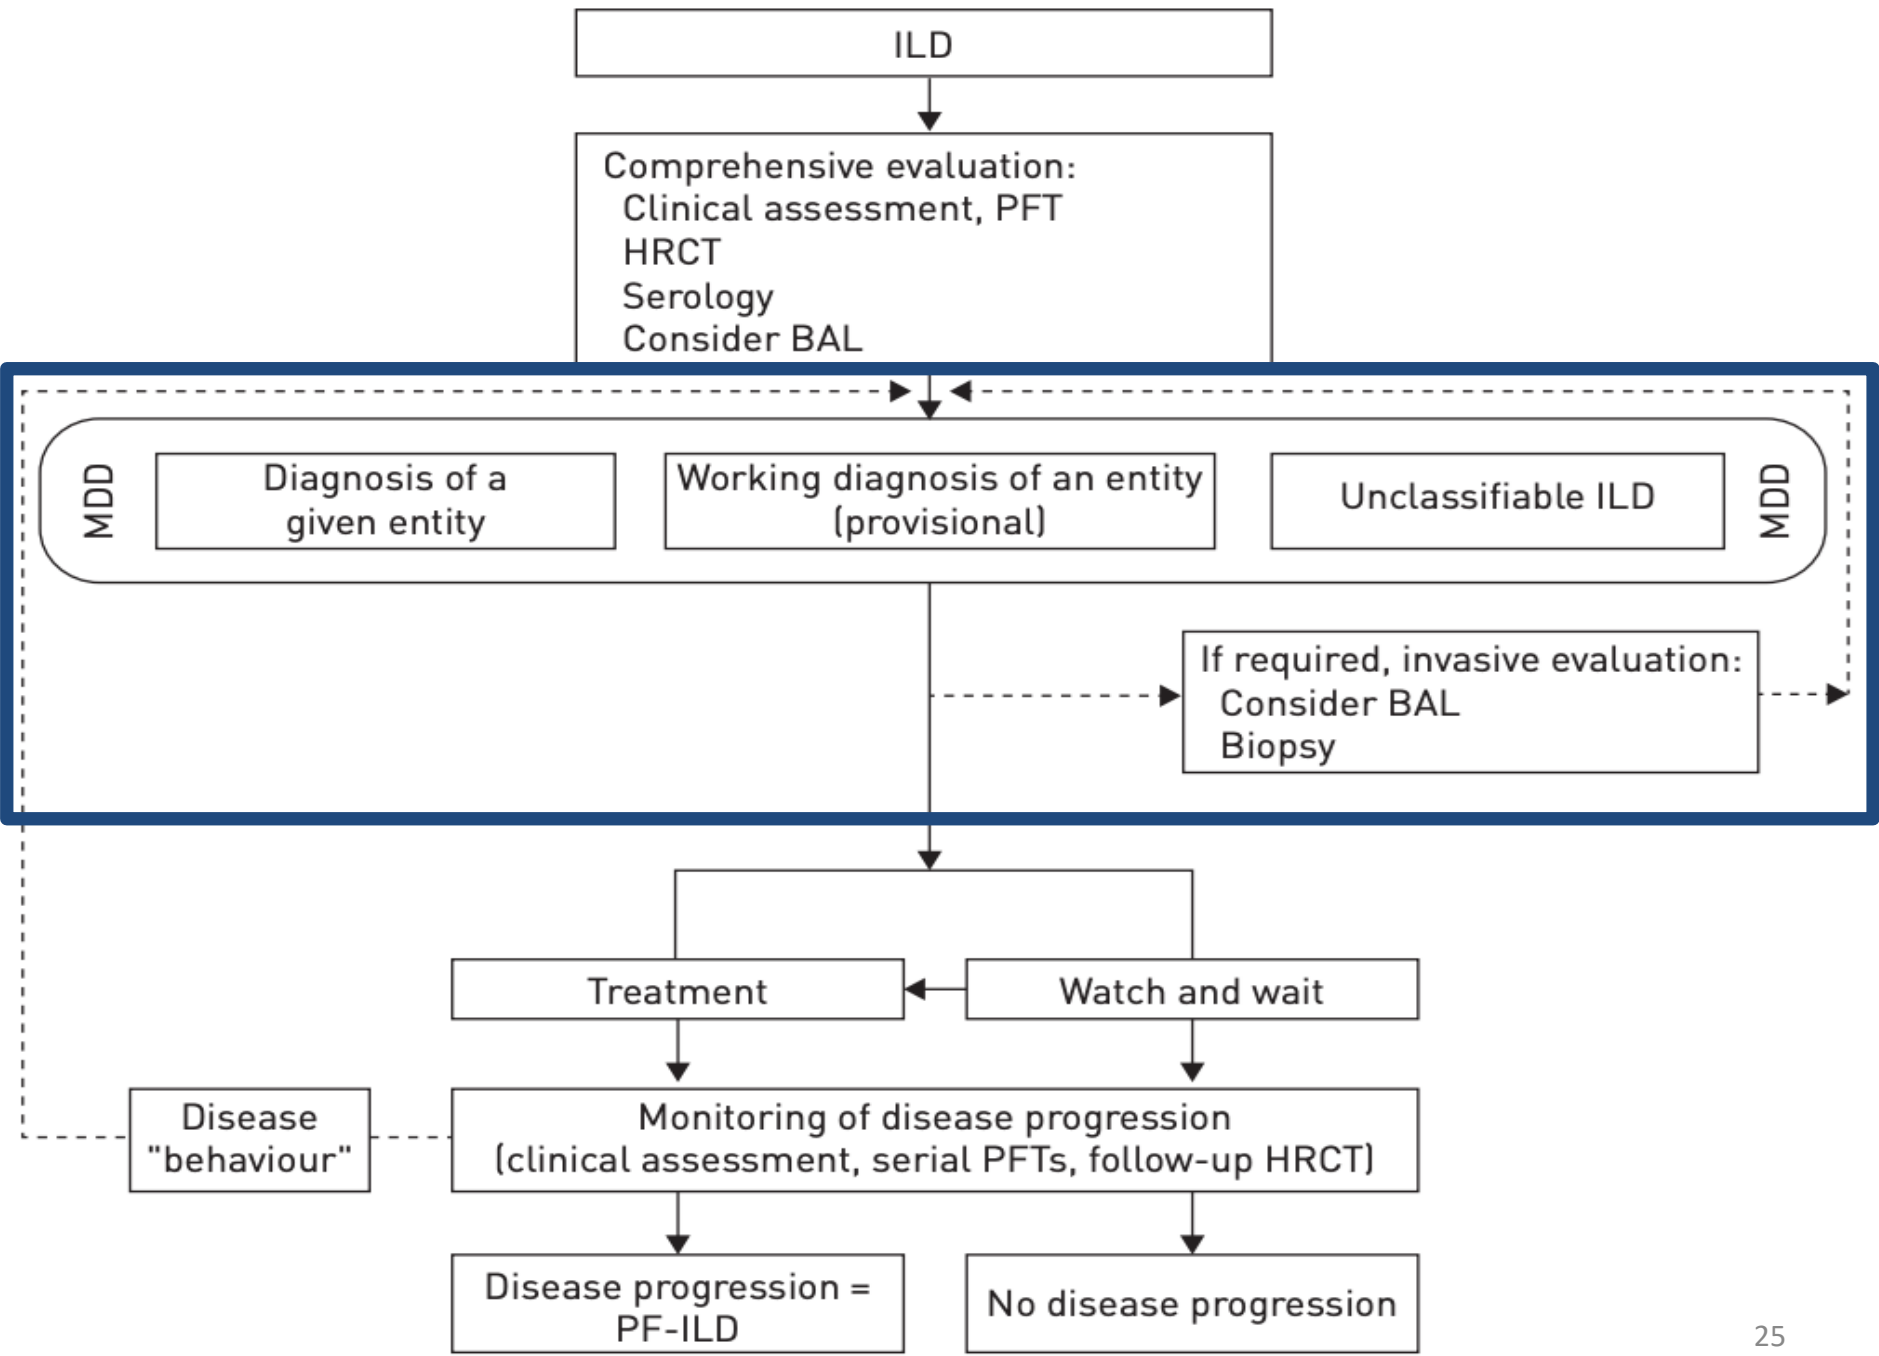 ILD
Comprehensive evaluation:
Clinical assessment, PFT
HRCT
Serology
Consider BAL
MDD
Diagnosis of a
given entity
Working diagnosis of an entity
(provisional)
Unclassifiable ILD
MDD
If required, invasive evaluation:
Consider BAL
Biopsy
Treatment
Watch and wait
Disease
"behaviour"
Monitoring of disease progression
(clinical assessment, serial PFTs, follow-up HRCT)
Disease progression =
PF-ILD
No disease progression
25